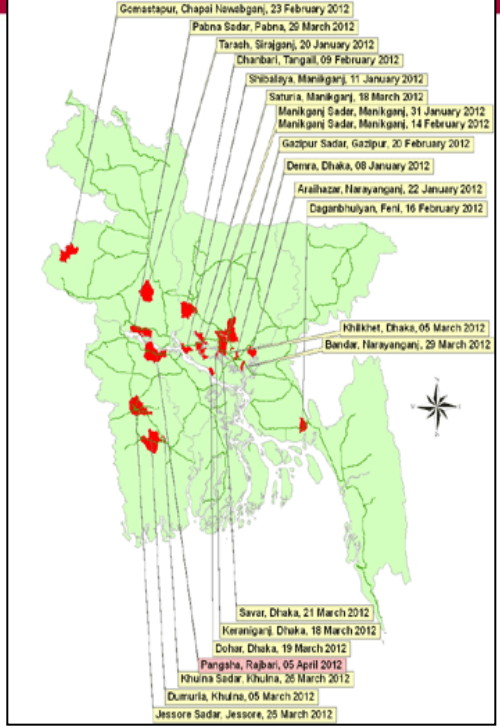 Gomastapur, Chapai Nawabganj, 23 February 2012
Pabna Sadar, Pabna, 29 March 2012
Tarash, Sirajganj, 20 January 2012
Dhanbari, Tangail, 09 February 2012
Shibalaya, Manikganj, 11 January 2012
Saturia, Manikganj, 18 March 2012
Manikganj Sadar, Manikganj, 31 January 2012
Manikganj Sadar, Manikganj, 14 February 2012
Gazipur Sadar, Gazipur, 20 February 2012
Demra, Dhaka, 08 January 2012
Araihazar, Narayanganj, 22 January 2012
Daganbhuiyan, Feni, 16 February 2012
Khilkhet, Dhaka, 05 March 2012
Bandar, Narayanganj, 29 March 2012
Savar, Dhaka, 21 March 2012
Keraniganj, Dhaka, 18 March 2012
Dohar, Dhaka, 19 March 2012
Pangsha, Rajbari, 05 April 2012
Khulna Sadar, Khulna, 26 March 2012
Dumuria, Khulna, 05 March 2012
Jessore Sadar, Jessore, 25 March 2012